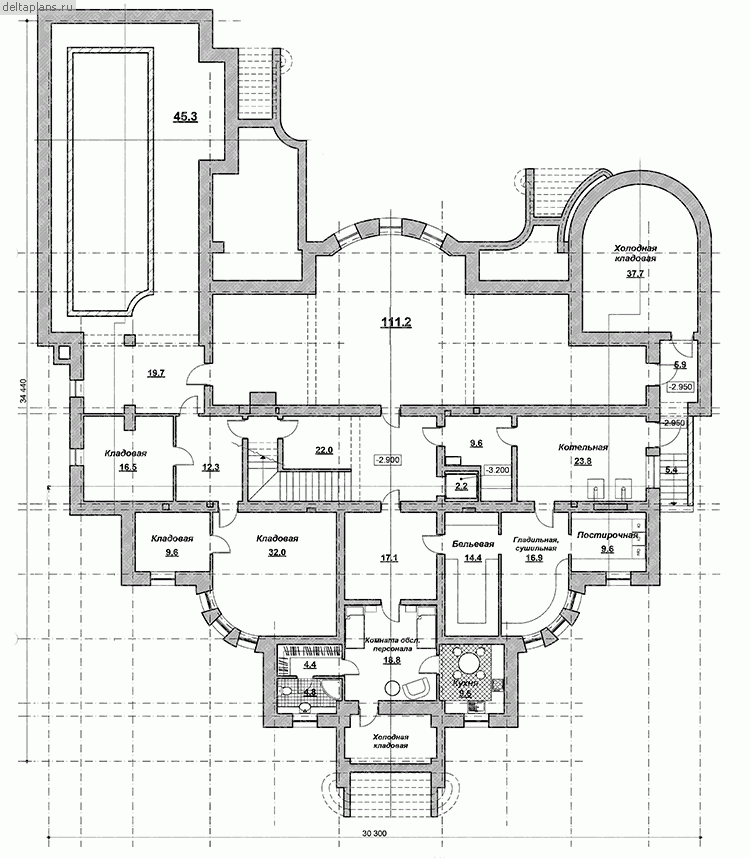 deltaplans.ru
45.3
Холодная
кладовая
37.7
111.2
5.9
-2.950
19.7
34 440
-2.950
22.0
9.6
Котельная
23.8
Кладовая
16.5
12.3
-2.900
-3.200
5.4
2.2
Кладовая
9.6
Кладовая
32.0
17.1
Бельевая
14.4
Гладильная,
сушильная
16.9
Постирочная
9.6
Комната обсл.
персонала
18.8
4.4
4.8
Кухня
9.5
Холодная
кладовая
30 300